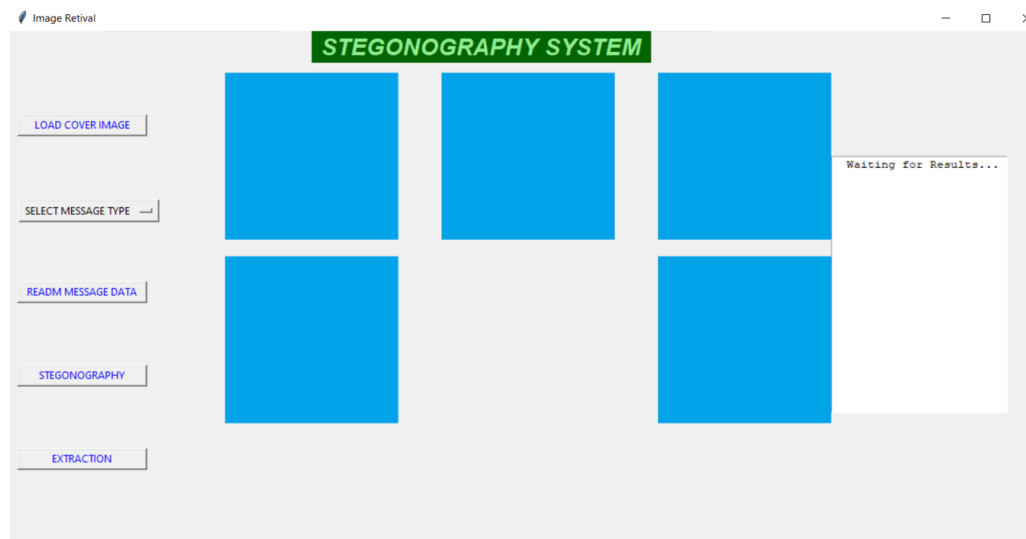 Image Retival
STEGONOGRAPHY SYSTEM
LOAD COVER IMAGE
Waiting for Results...
SELECT MESSAGE TYPE
READM MESSAGE DATA
STEGONOGRAPHY
EXTRACTION